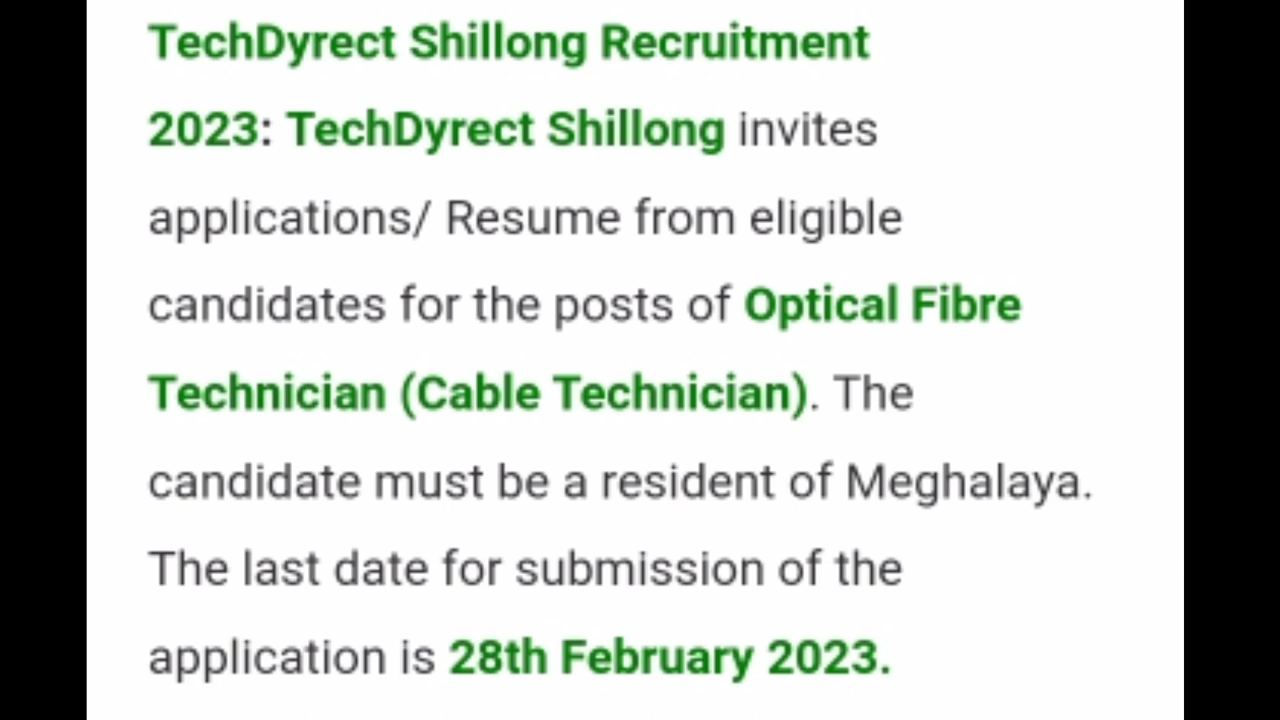 TechDyrect Shillong Recruitment
2023: TechDyrect Shillong invites
applications/ Resume from eligible
candidates for the posts of Optical Fibre
Technician (Cable Technician). The
candidate must be a resident of Meghalaya.
The last date for submission of the
application is 28th February 2023.